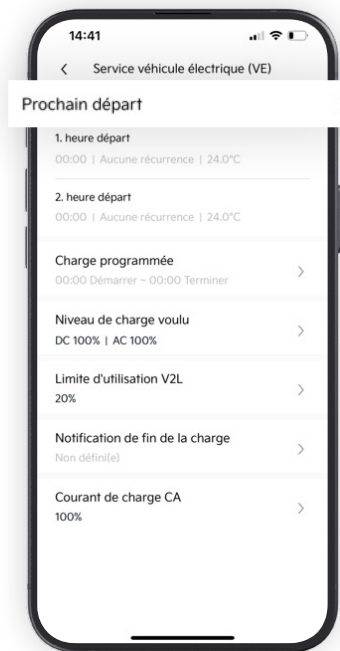 14:41
Service véhicule électrique (VE)
Prochain départ
1. heure départ
00:00 | Aucune récurrence | 24.0°C
2. heure départ
00:00 | Aucune récurrence | 24.0°C
Charge programmée
00:00 Démarrer ~ 00:00 Terminer
Niveau de charge voulu
DC 100% | AC 100%
Limite d'utilisation V2L
20%
Notification de fin de la charge
Non défini(e)
Courant de charge CA
100%